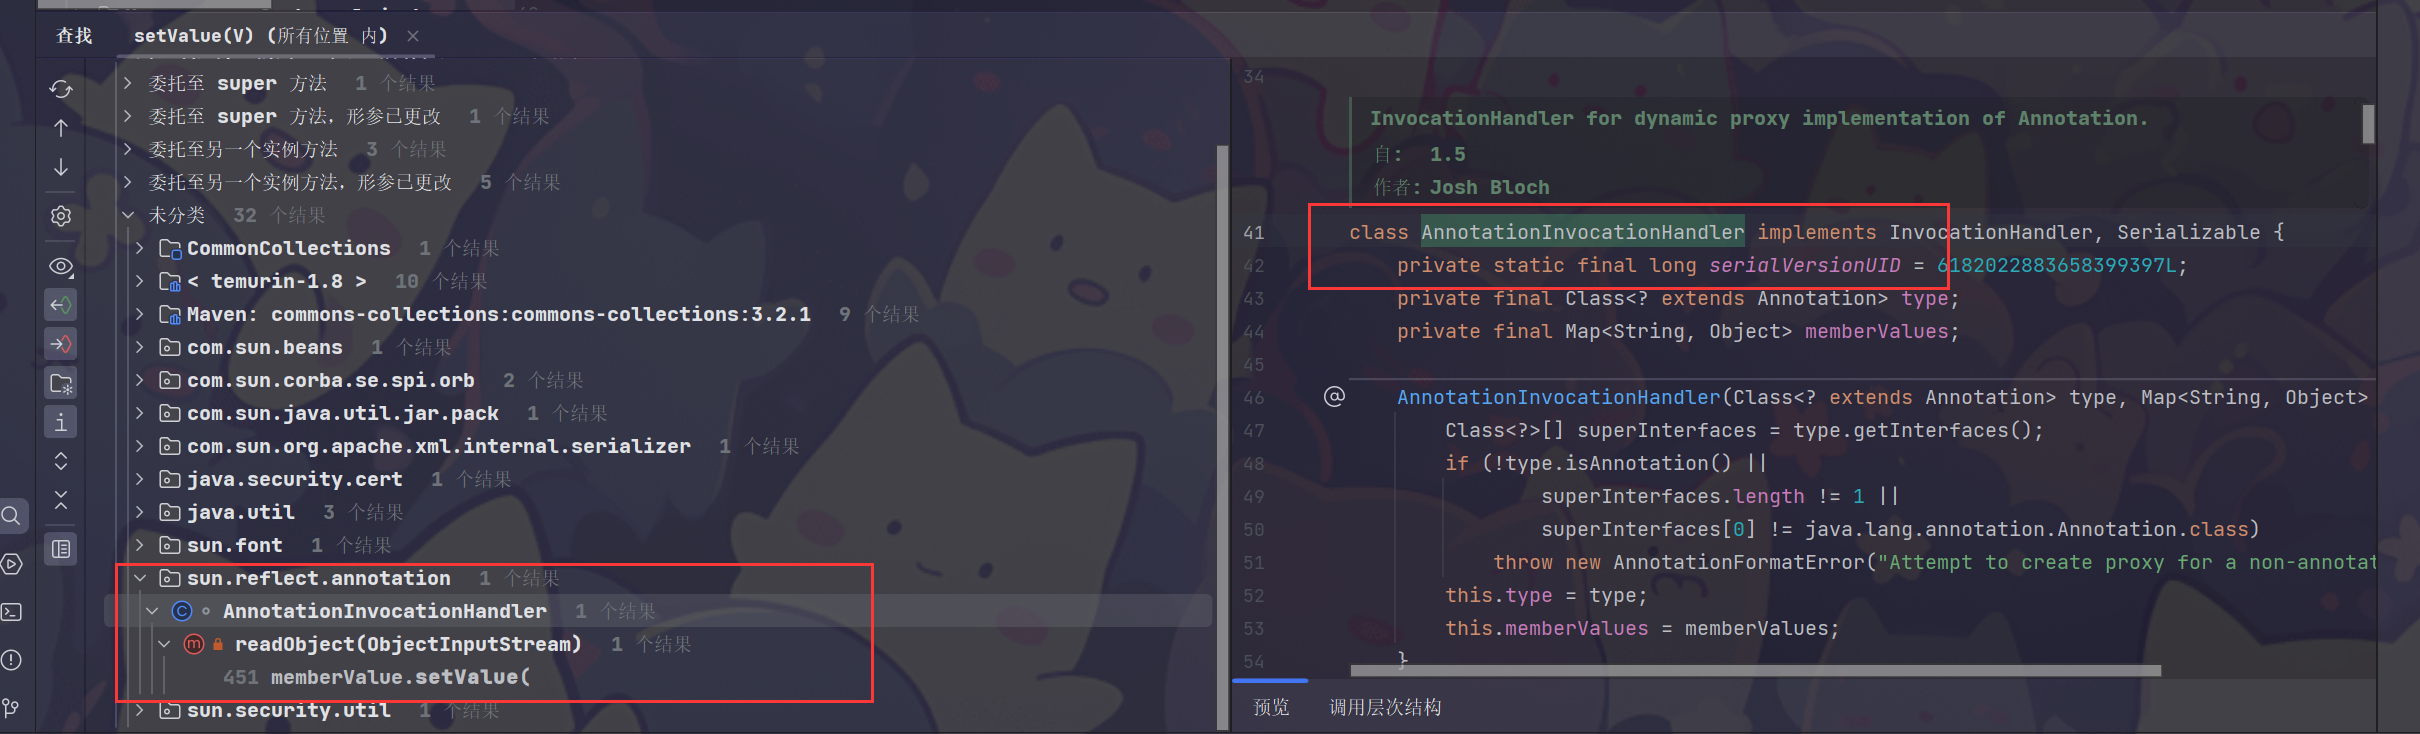 查找 setValue(V) (所有位置 内) ×
委托至 super 方法 1 个结果
委托至 super 方法，形参已更改 1 个结果
委托至另一个实例方法 3 个结果
委托至另一个实例方法，形参已更改 5 个结果
未分类 32 个结果
CommonCollections 1 个结果
< temurin-1.8 > 10 个结果
Maven: commons-collections:commons-collections:3.2.1 9 个结果
com.sun.beans 1 个结果
com.sun.corba.se.spi.orb 2 个结果
com.sun.java.util.jar.pack 1 个结果
com.sun.org.apache.xml.internal.serializer 1 个结果
java.security.cert 1 个结果
java.util 3 个结果
sun.font 1 个结果
sun.reflect.annotation 1 个结果
AnnotationInvocationHandler 1 个结果
readObject(ObjectInputStream) 1 个结果
451 memberValue.setValue(
sun.security.util 1 个结果
34
InvocationHandler for dynamic proxy implementation of Annotation.
自： 1.5
作者：Josh Bloch
41 class AnnotationInvocationHandler implements InvocationHandler, Serializable {
42 private static final long serialVersionUID = 6182022883658399397L;
43 private final Class<? extends Annotation> type;
44 private final Map<String, Object> memberValues;
45
46 AnnotationInvocationHandler(Class<? extends Annotation> type, Map<String, Object>
47 Class<?>[] superInterfaces = type.getInterfaces();
48 if (!type.isAnnotation() ||
49 superInterfaces.length != 1 ||
50 superInterfaces[0] != java.lang.annotation.Annotation.class)
51 throw new AnnotationFormatError("Attempt to create proxy for a non-annotat
52 this.type = type;
53 this.memberValues = memberValues;
54 }
预览 调用层次结构